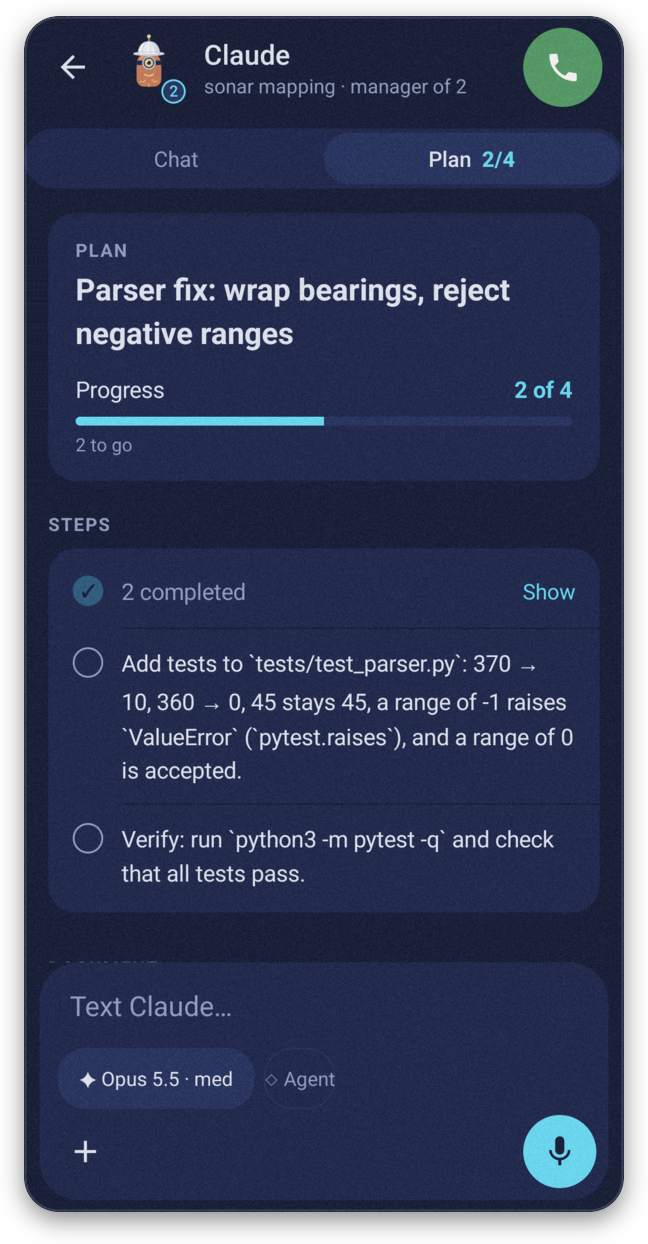 Claude
2
sonar mapping · manager of 2
Chat
Plan 2/4
PLAN
Parser fix: wrap bearings, reject
negative ranges
Progress
2 of 4
2 to go
STEPS
✓ 2 completed
Show
Add tests to `tests/test_parser.py`: 370 →
10, 360 → 0, 45 stays 45, a range of -1 raises
`ValueError` (`pytest.raises`), and a range of 0
is accepted.
Verify: run `python3 -m pytest -q` and check
that all tests pass.
Text Claude…
✦ Opus 5.5 · med
◇ Agent
+